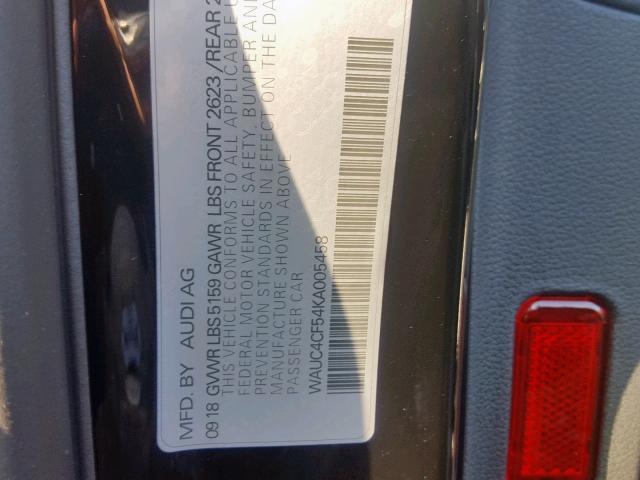 MFD. BY AUDI AG
09 18 GVWR LBS 5159 GAWR LBS FRONT 2623 /REAR 2
THIS VEHICLE CONFORMS TO ALL APPLICABLE
FEDERAL MOTOR VEHICLE SAFETY, BUMPER AND
PREVENTION STANDARDS IN EFFECT ON THE DA
MANUFACTURE SHOWN ABOVE
PASSENGER CAR
WAUC4CF54KA005458